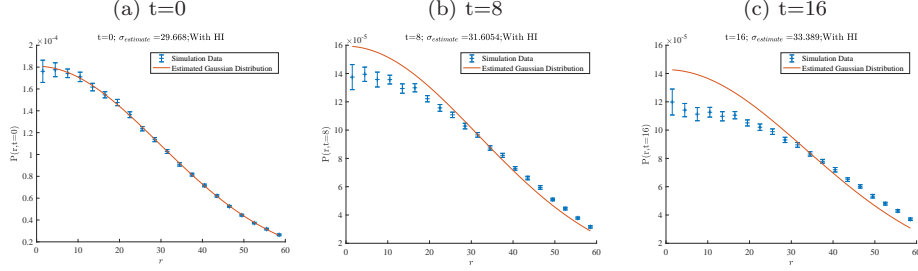 (a) t=0
t=0; σ_estimate =29.668;With HI
×10⁻⁴
Simulation Data
Estimated Gaussian Distribution
2
1.8
1.6
1.4
1.2
1
0.8
0.6
0.4
0.2
P(r,t=0)
0 10 20 30 40 50 60
r
(b) t=8
t=8; σ_estimate =31.6054;With HI
×10⁻⁵
Simulation Data
Estimated Gaussian Distribution
16
14
12
10
8
6
4
2
P(r,t=8)
0 10 20 30 40 50 60
r
(c) t=16
t=16; σ_estimate =33.389;With HI
×10⁻⁵
Simulation Data
Estimated Gaussian Distribution
16
14
12
10
8
6
4
2
P(r,t=16)
0 10 20 30 40 50 60
r